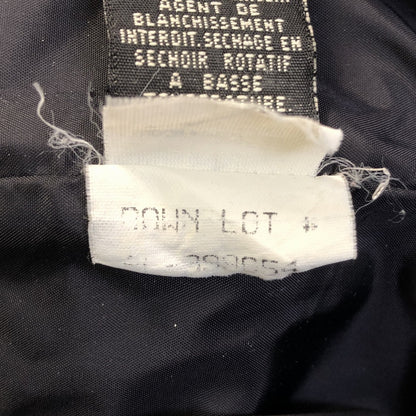 AGENT DE
BLANCHISSEMENT
INTERDIT.SECHAGE EN
SECHOIR ROTATIF
A BASSE
DOWN LOT #